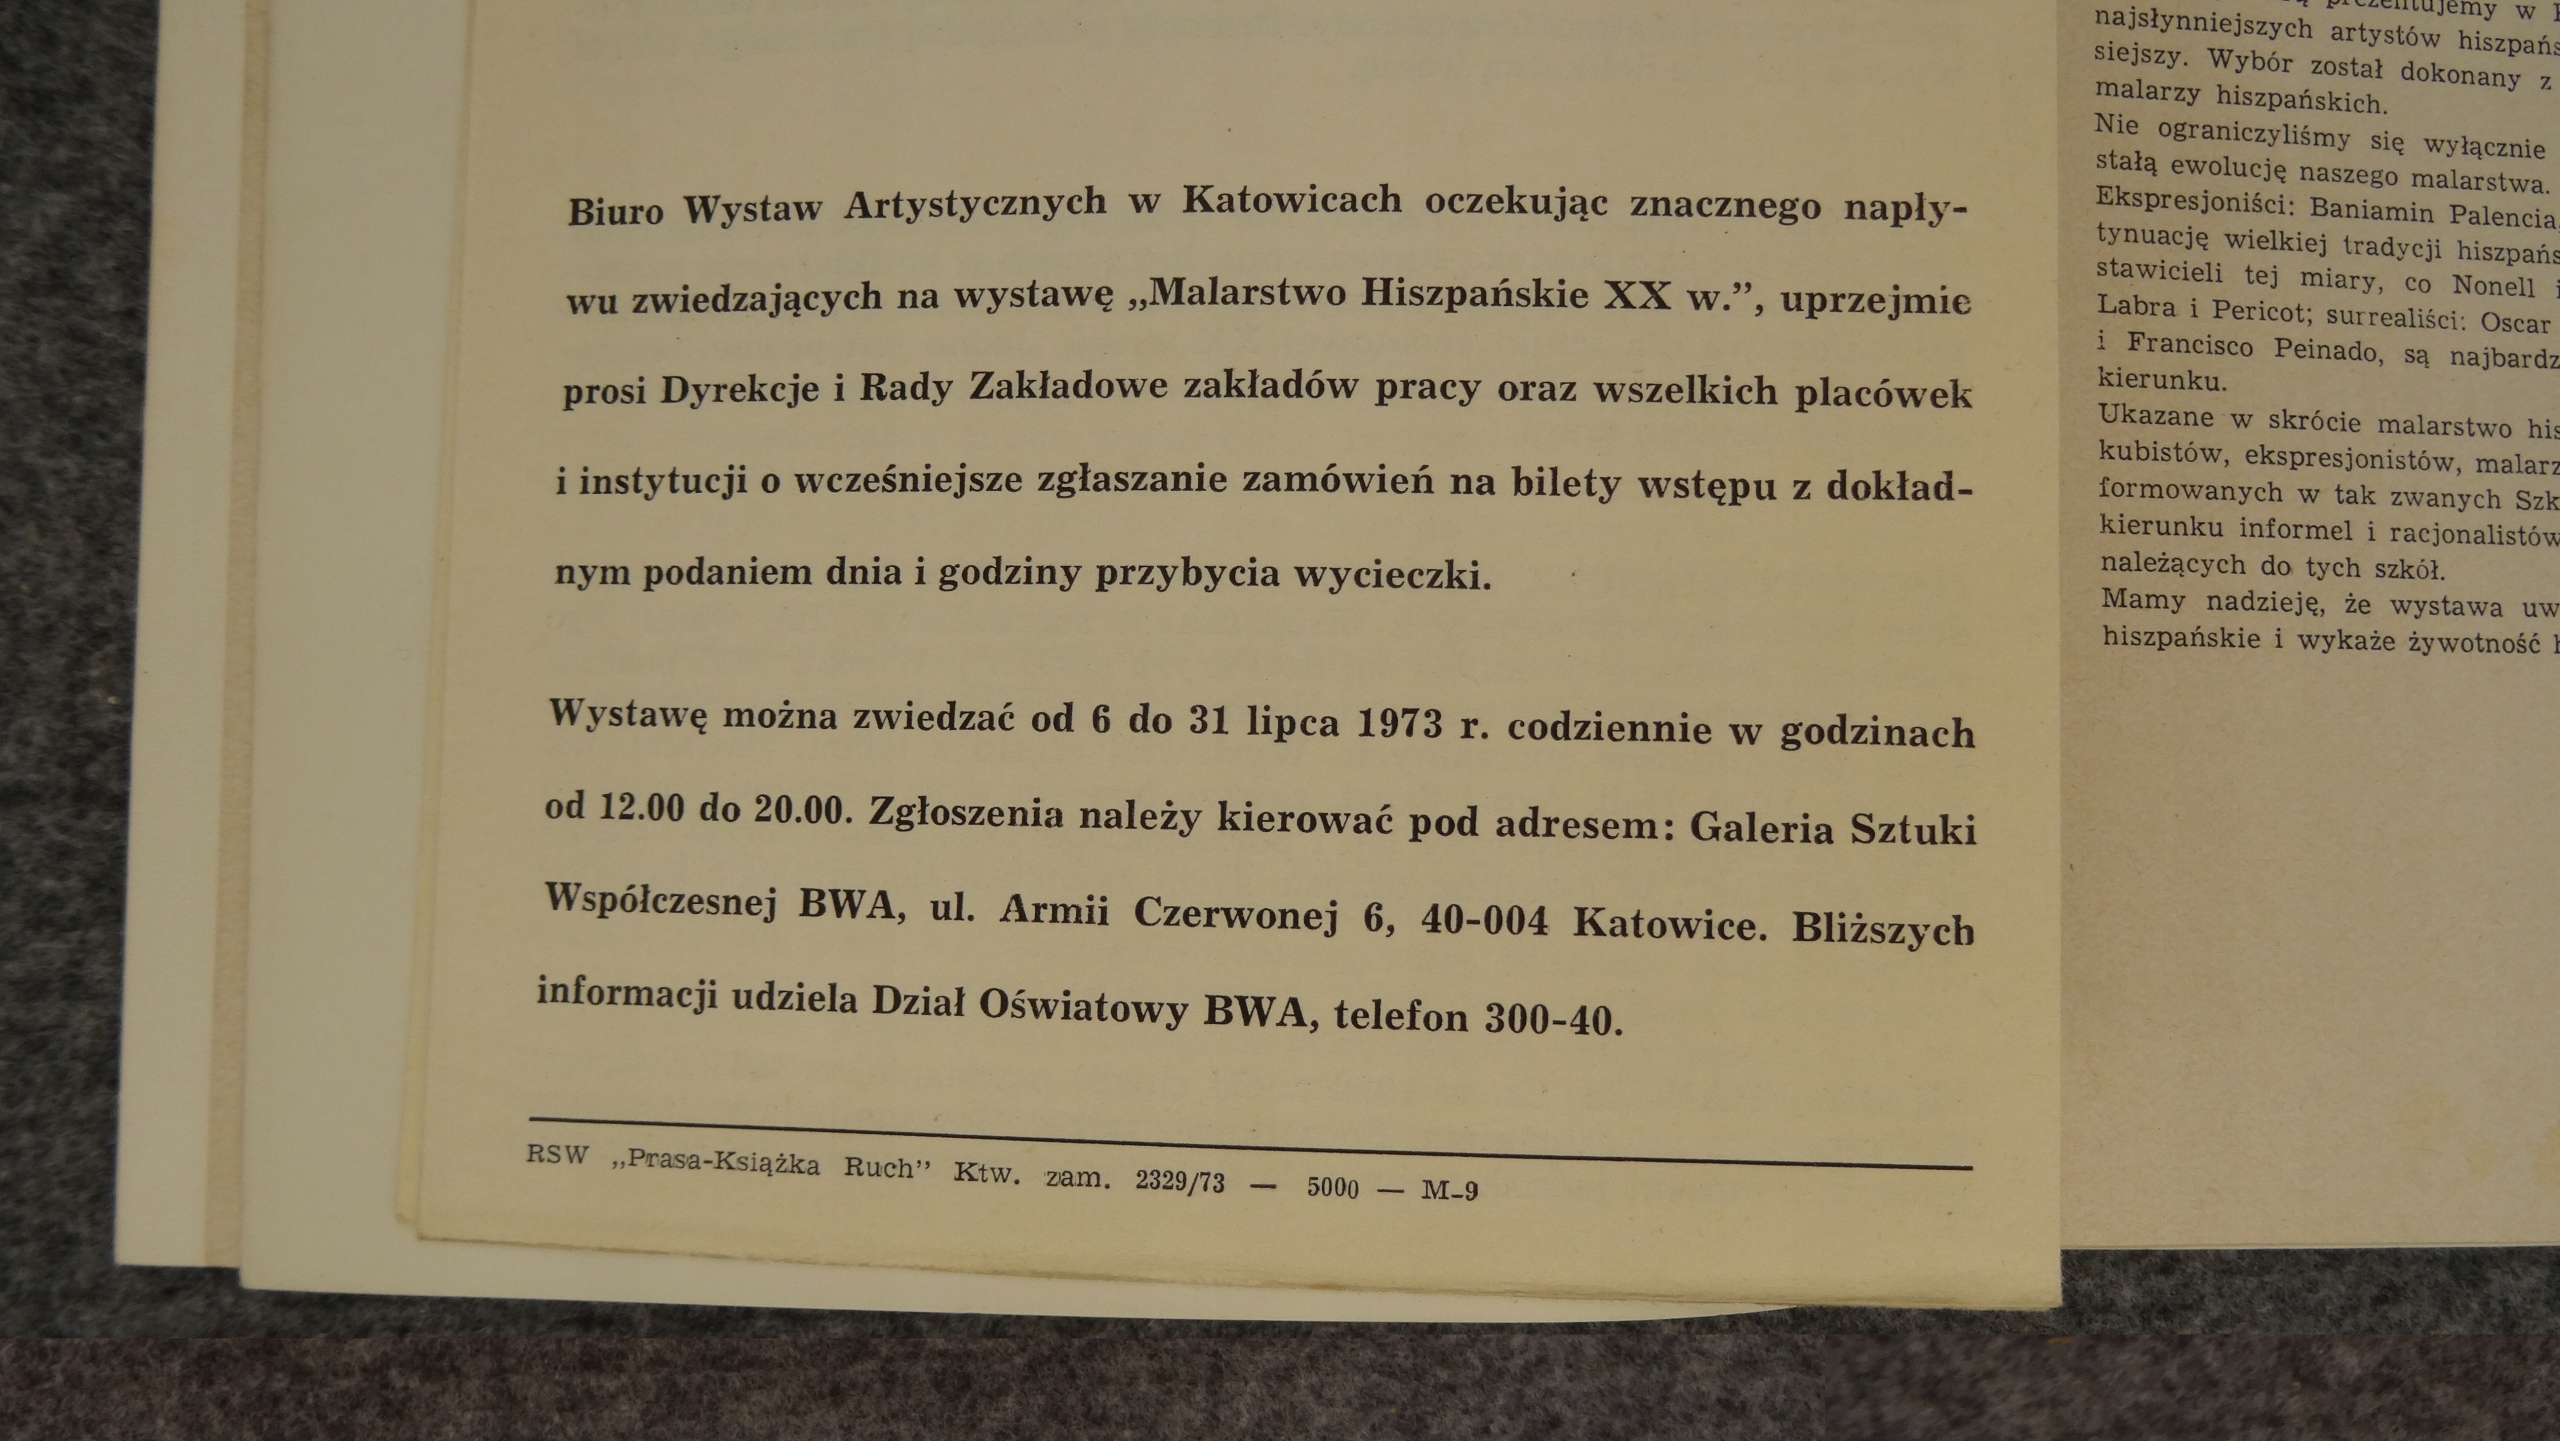 Biuro Wystaw Artystycznych w Katowicach oczekując znacznego napły-
wu zwiedzających na wystawę „Malarstwo Hiszpańskie XX w.”, uprzejmie
prosi Dyrekcje i Rady Zakładowe zakładów pracy oraz wszelkich placówek
i instytucji o wcześniejsze zgłaszanie zamówień na bilety wstępu z dokład-
nym podaniem dnia i godziny przybycia wycieczki.
Wystawę można zwiedzać od 6 do 31 lipca 1973 r. codziennie w godzinach
od 12.00 do 20.00. Zgłoszenia należy kierować pod adresem: Galeria Sztuki
Współczesnej BWA, ul. Armii Czerwonej 6, 40-004 Katowice. Bliższych
informacji udziela Dział Oświatowy BWA, telefon 300-40.
RSW „Prasa-Książka Ruch” Ktw. zam. 2329/73 — 5000 — M-9
w
najsłynniejszych artystów
siejszy. Wybór został dokonany z
malarzy hiszpańskich.
Nie ograniczyliśmy się wyłącznie
stałą ewolucję naszego malarstwa.
Ekspresjoniści: Baniamin Palencia,
tynuację wielkiej tradycji
stawicieli tej miary, co Nonell i
Labra i Pericot; surrealiści: Oscar
i Francisco Peinado, są
kierunku.
Ukazane w skrócie malarstwo
kubistów, ekspresjonistów,
formowanych w tak zwanych
kierunku informel i racjonalistów
należących do tych szkół.
Mamy nadzieję, że wystawa
hiszpańskie i wykaże żywotność